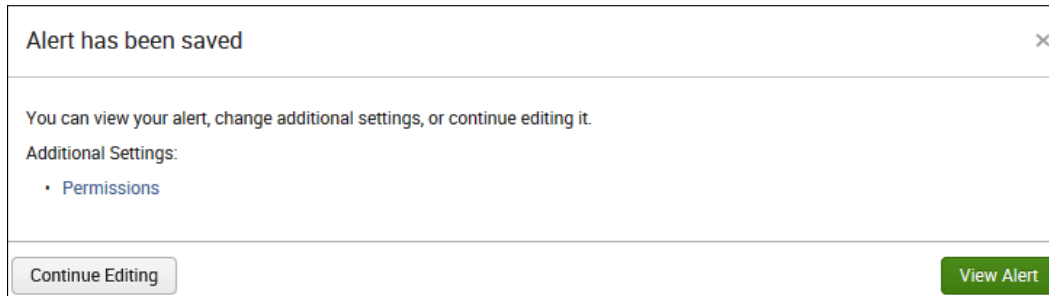 Alert has been saved
You can view your alert, change additional settings, or continue editing it.
Additional Settings:
• Permissions
Continue Editing
View Alert